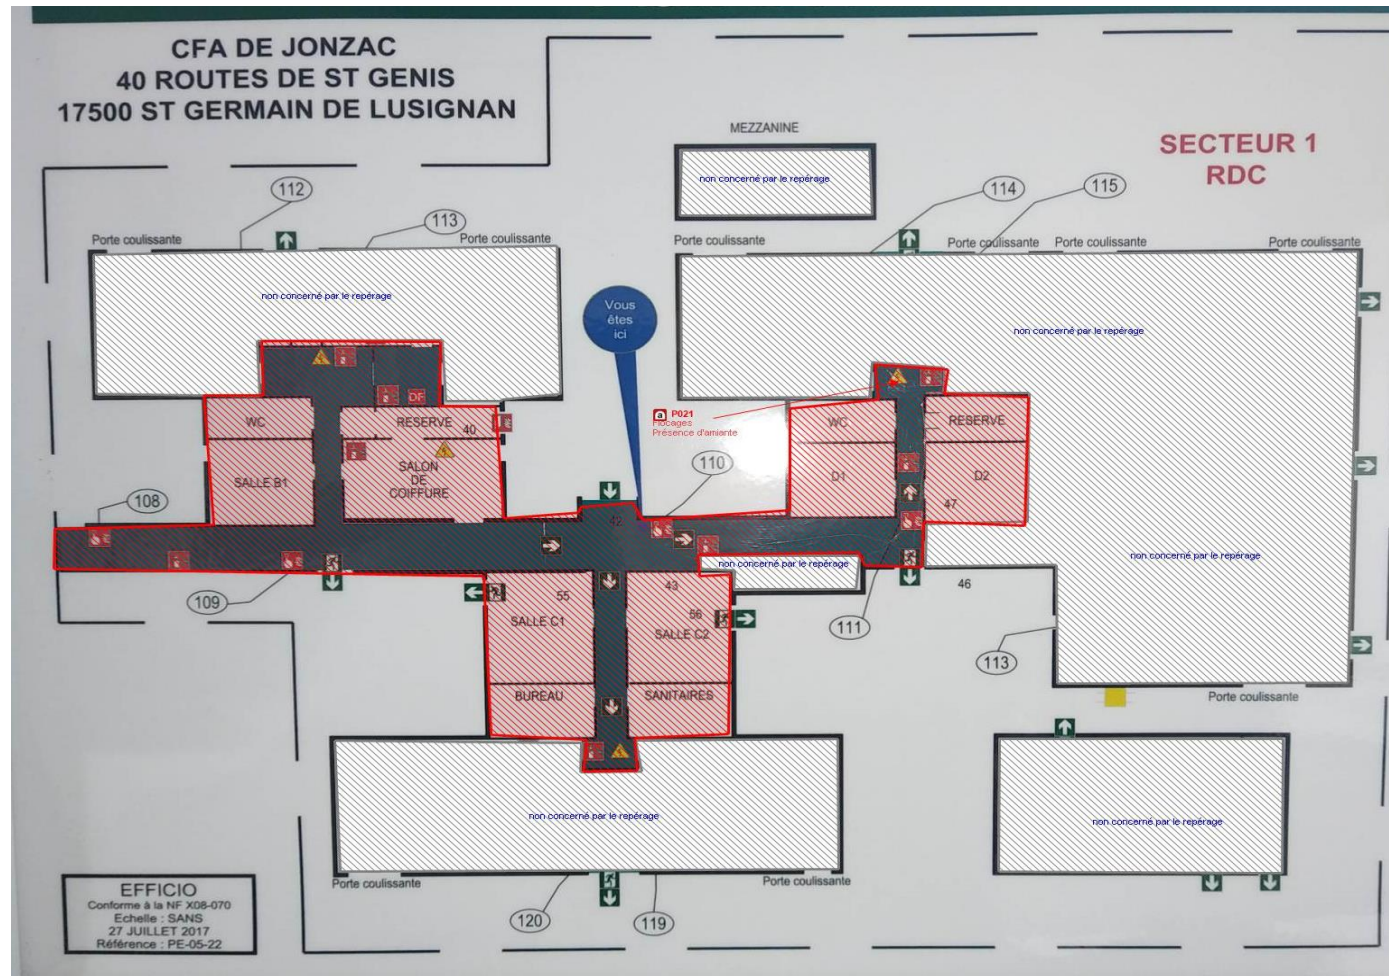 CFA DE JONZAC
40 ROUTES DE ST GENIS
17500 ST GERMAIN DE LUSIGNAN
MEZZANINE
non concerné par le repérage
SECTEUR 1
RDC
112
113
114
115
Porte coulissante
Porte coulissante
Porte coulissante
Porte coulissante
Porte coulissante
Porte coulissante
non concerné par le repérage
Vous
êtes
ici
non concerné par le repérage
DF
WC
RESERVE
40
a P021
Flocages
Présence d'amiante
WC
RESERVE
SALLE B1
SALON
DE
COIFFURE
110
D1
D2
47
108
42
non concerné par le repérage
non concerné par le repérage
109
55
43
46
56
SALLE C1
SALLE C2
111
113
BUREAU
SANITAIRES
Porte coulissante
non concerné par le repérage
non concerné par le repérage
Porte coulissante
Porte coulissante
120
119
EFFICIO
Conforme à la NF X08-070
Echelle : SANS
27 JUILLET 2017
Référence : PE-05-22